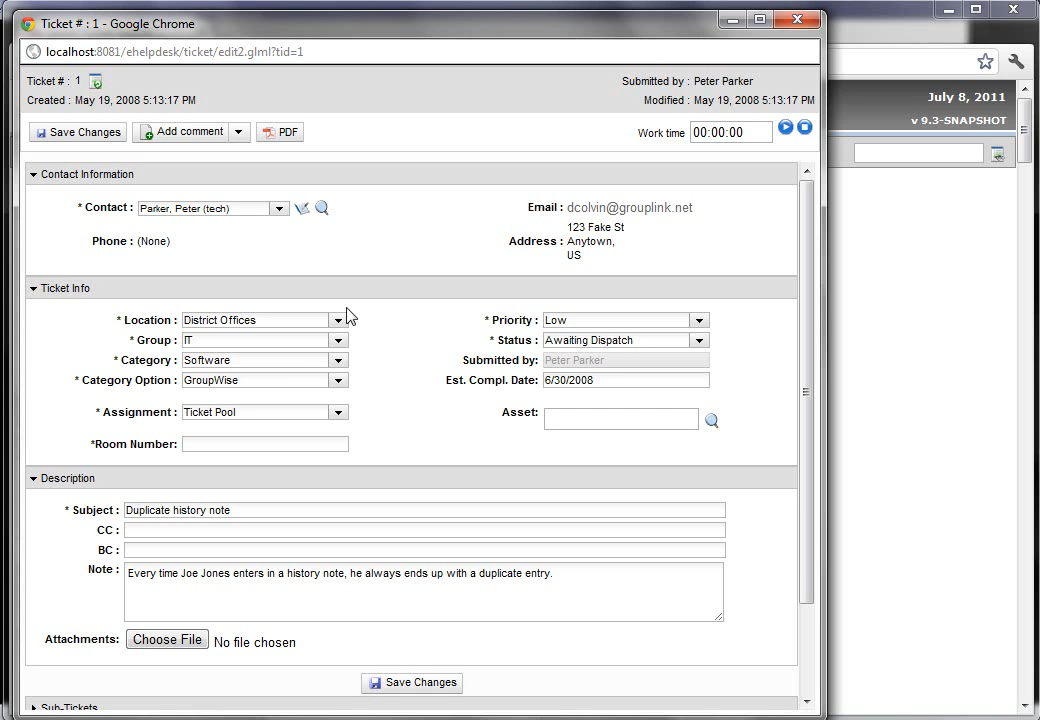 Ticket # : 1 - Google Chrome
localhost:8081/ehelpdesk/ticket/edit2.glml?tid=1
Ticket # : 1
Submitted by : Peter Parker
Created : May 19, 2008 5:13:17 PM
Modified : May 19, 2008 5:13:17 PM
July 8, 2011
v 9.3-SNAPSHOT
Save Changes
Add comment
PDF
Work time 00:00:00
Contact Information
* Contact : Parker, Peter (tech)
Email : dcolvin@grouplink.net
Phone : (None)
Address : 123 Fake St
Anytown,
US
Ticket Info
* Location : District Offices
* Priority : Low
* Group : IT
* Status : Awaiting Dispatch
* Category : Software
Submitted by: Peter Parker
* Category Option : GroupWise
Est. Compl. Date: 6/30/2008
* Assignment : Ticket Pool
Asset:
*Room Number:
Description
* Subject : Duplicate history note
CC :
BC :
Note : Every time Joe Jones enters in a history note, he always ends up with a duplicate entry.
Attachments: Choose File No file chosen
Save Changes
Sub-Tickets